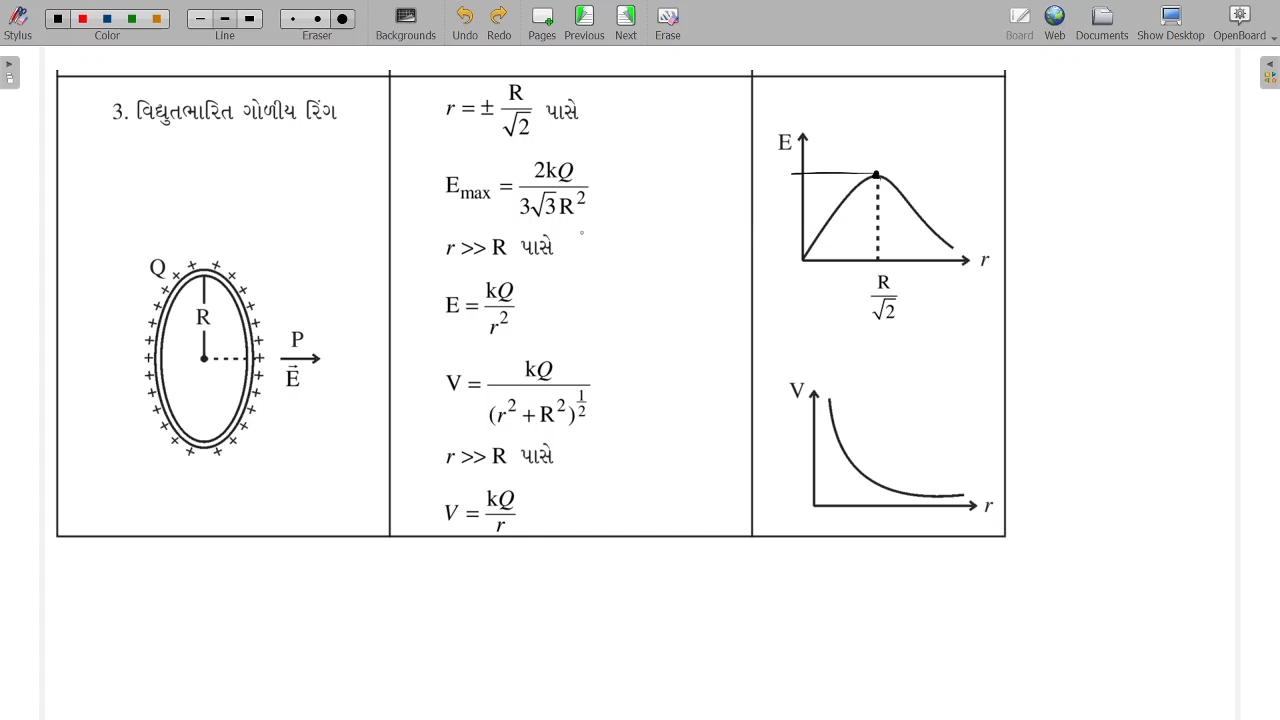 Stylus Color Line Eraser Backgrounds Undo Redo Pages Previous Next Erase Board Web Documents Show Desktop OpenBoard
3. વિદ્યુતભારિત ગોળીય રિંગ
Q
R
P
E⃗
r = ± R/√2 પાસે
Emax = 2kQ/3√3R²
r >> R પાસે
E = kQ/r²
V = kQ/(r² + R²)^1/2
r >> R પાસે
V = kQ/r
E
r
R/√2
V
r